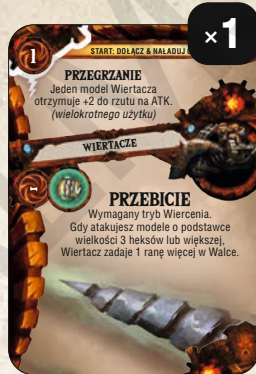 ×1
1
START: DOŁĄCZ & NAŁADUJ
PRZEGRZANIE
Jeden model Wiertacza
otrzymuje +2 do rzutu na ATK.
(wielokrotnego użytku)
WIERTACZE
1
PRZEBICIE
Wymagany tryb Wiercenia.
Gdy atakujesz modele o podstawce
wielkości 3 heksów lub większej,
Wiertacz zadaje 1 ranę więcej w Walce.